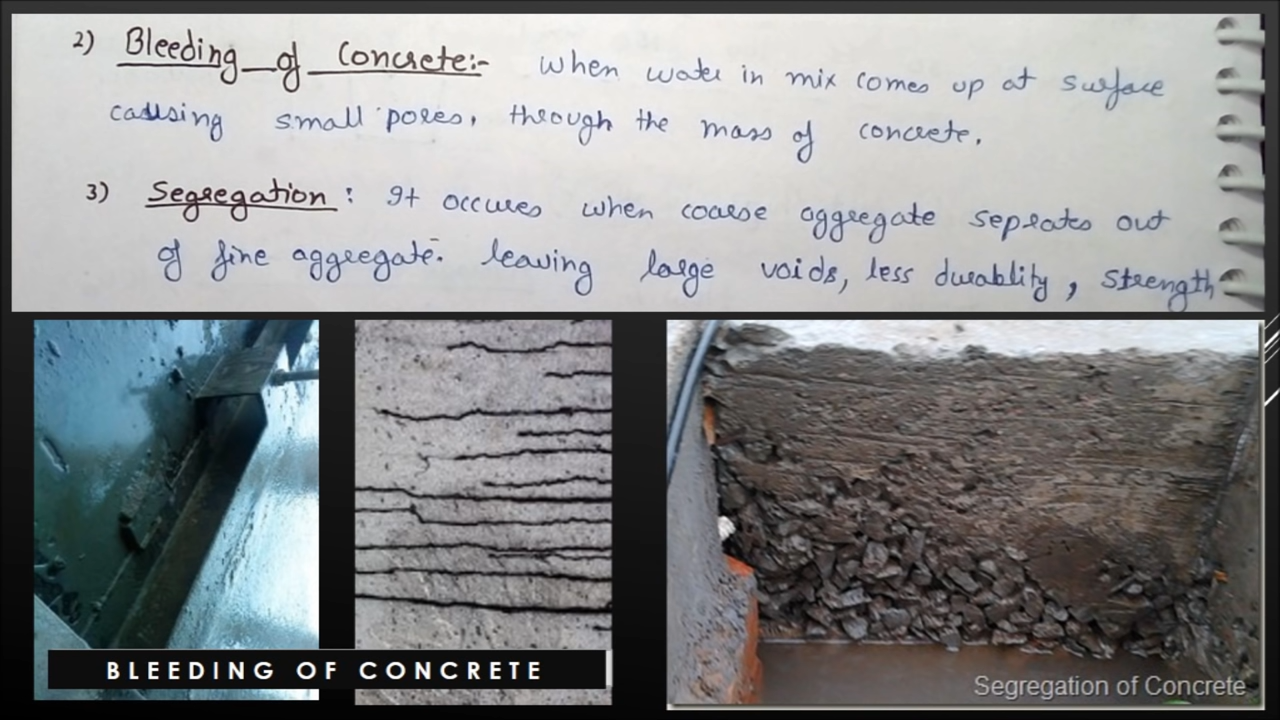 2) Bleeding of Concrete:- when water in mix comes up at surface
causing small pores, through the mass of concrete.
3) Segregation : It occures when coarse aggregate seprates out
of fine aggregate. leaving large voids, less durablity, strength
BLEEDING OF CONCRETE
Segregation of Concrete